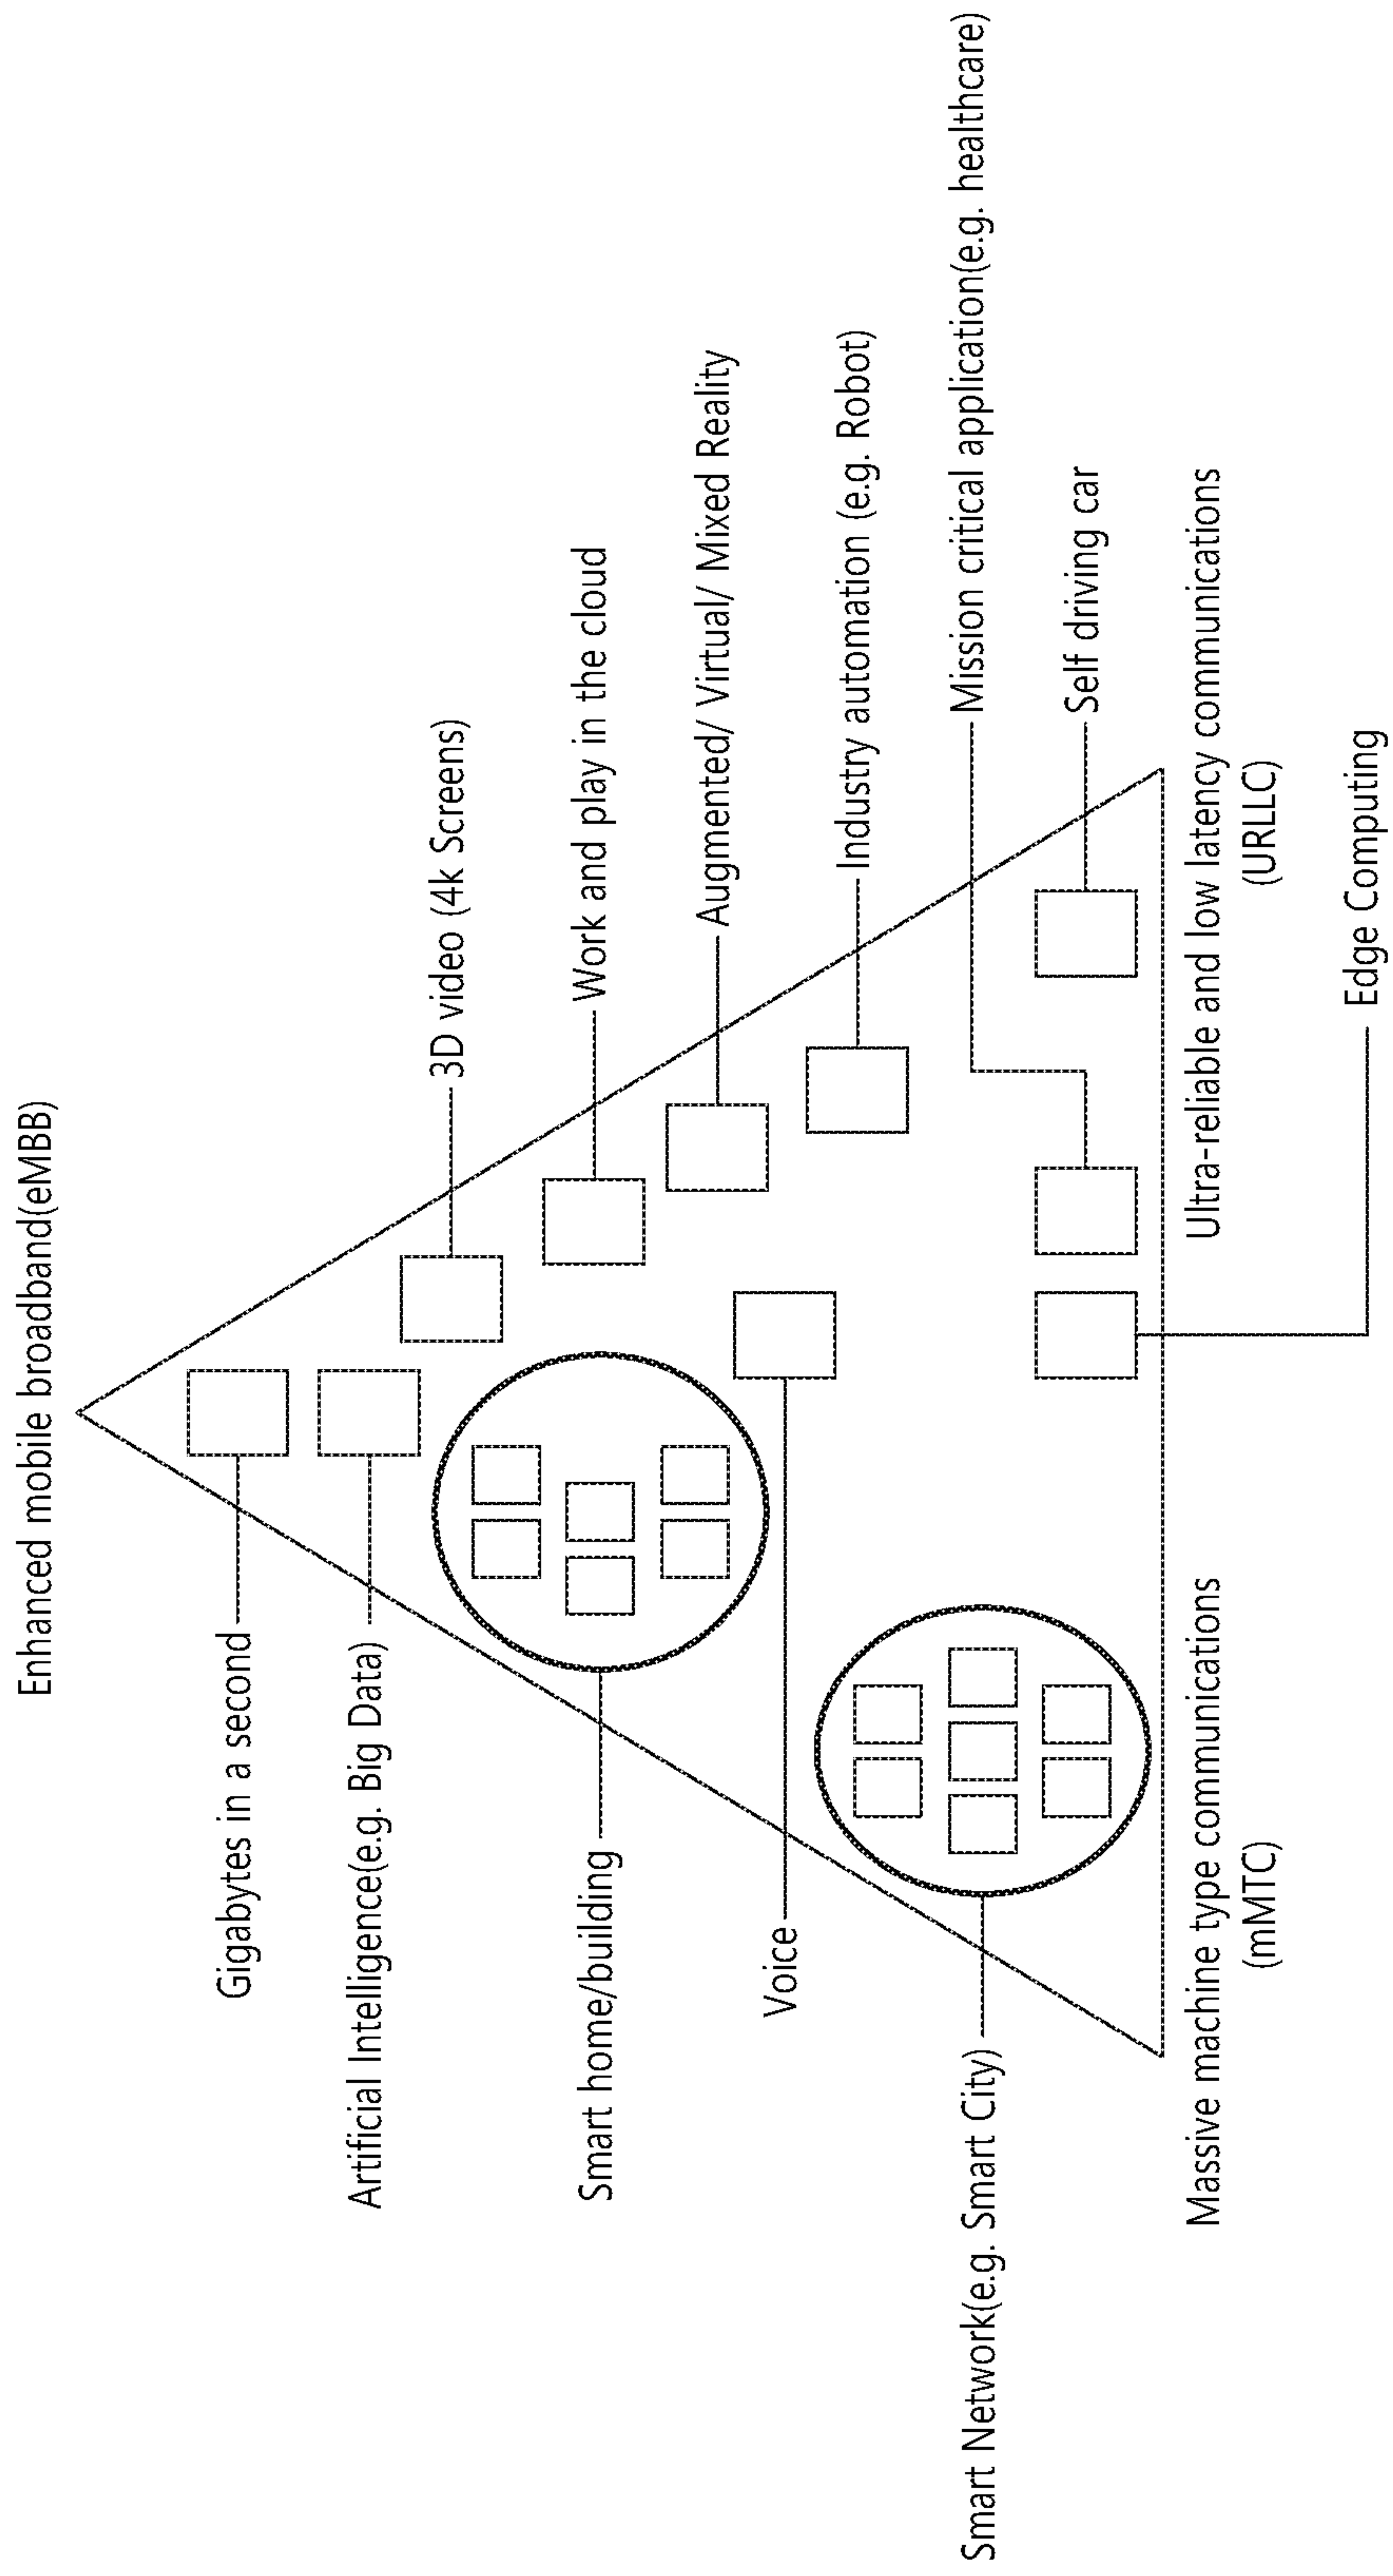 Enhanced mobile broadband(eMBB)
Gigabytes in a second
Artificial Intelligence(e.g. Big Data)
3D video (4k Screens)
Work and play in the cloud
Smart home/building
Augmented/ Virtual/ Mixed Reality
Voice
Industry automation (e.g. Robot)
Mission critical application(e.g. healthcare)
Smart Network(e.g. Smart City)
Self driving car
Massive machine type communications
(mMTC)
Ultra-reliable and low latency communications
(URLLC)
Edge Computing